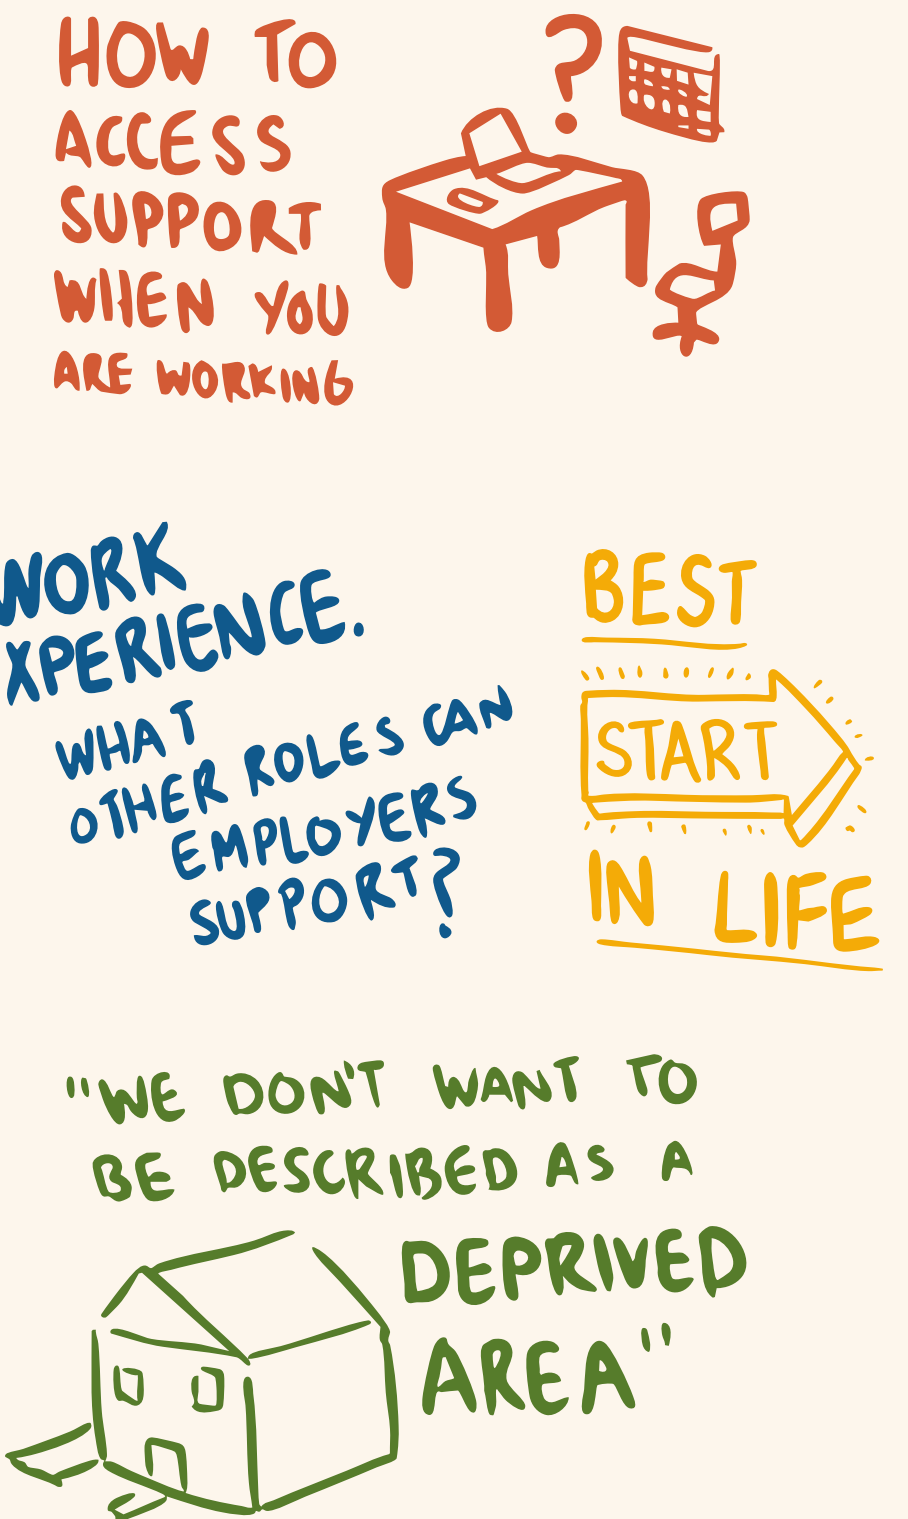 HOW TO
ACCESS
SUPPORT
WHEN YOU
ARE WORKING
?
WORK
XPERIENCE.
WHAT
OTHER ROLES CAN
EMPLOYERS
SUPPORT?
BEST
START
IN LIFE
"WE DON'T WANT TO
BE DESCRIBED AS A
DEPRIVED
AREA"